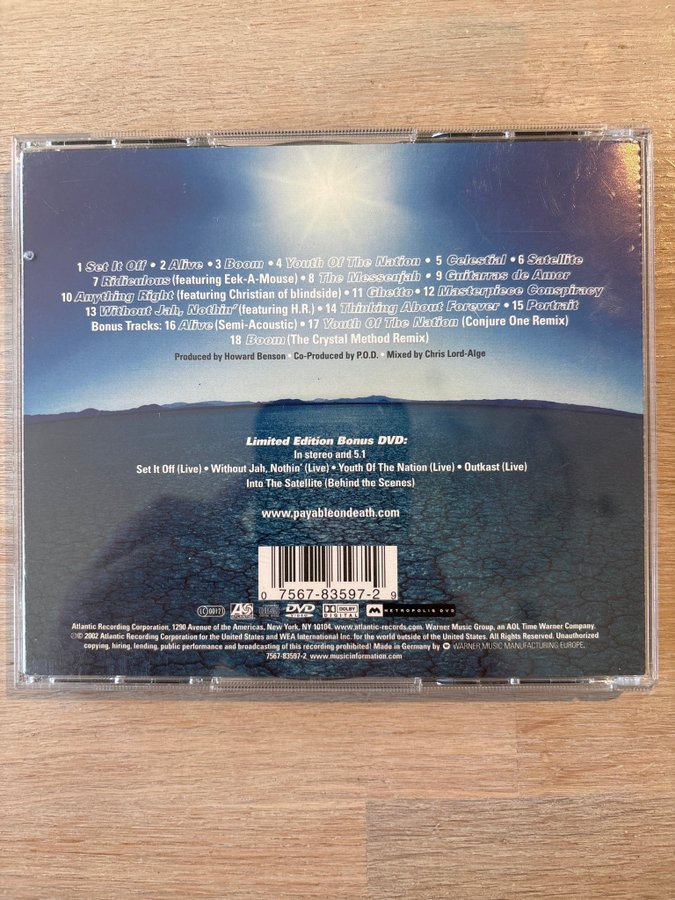 1 Set It Off • 2 Alive • 3 Boom • 4 Youth Of The Nation • 5 Celestial • 6 Satellite
7 Ridiculous (featuring Eek-A-Mouse) • 8 The Messenjah • 9 Guitarras de Amor
10 Anything Right (featuring Christian of blindside) • 11 Ghetto • 12 Masterpiece Conspiracy
13 Without Jah, Nothin' (featuring H.R.) • 14 Thinking About Forever • 15 Portrait
Bonus Tracks: 16 Alive (Semi-Acoustic) • 17 Youth Of The Nation (Conjure One Remix)
18 Boom (The Crystal Method Remix)
Produced by Howard Benson • Co-Produced by P.O.D. • Mixed by Chris Lord-Alge
Limited Edition Bonus DVD:
In stereo and 5.1
Set It Off (Live) • Without Jah, Nothin' (Live) • Youth Of The Nation (Live) • Outkast (Live)
Into The Satellite (Behind the Scenes)
www.payableondeath.com
0 7567-83597-2 9
LC 00121 DVD VIDEO DOLBY DIGITAL METROPOLIS DVD
Atlantic Recording Corporation, 1290 Avenue of the Americas, New York, NY 10104. www.atlantic-records.com. Warner Music Group, an AOL Time Warner Company.
℗© 2002 Atlantic Recording Corporation for the United States and WEA International Inc. for the world outside of the United States. All Rights Reserved. Unauthorized
copying, hiring, lending, public performance and broadcasting of this recording prohibited! Made in Germany by WARNER MUSIC MANUFACTURING EUROPE.
7567-83597-2 www.musicinformation.com